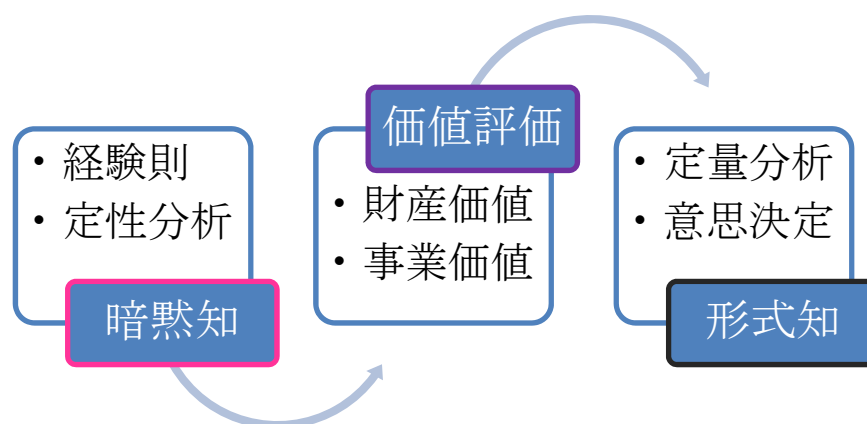 ・経験則
・定性分析
暗黙知
価値評価
・財産価値
・事業価値
・定量分析
・意思決定
形式知